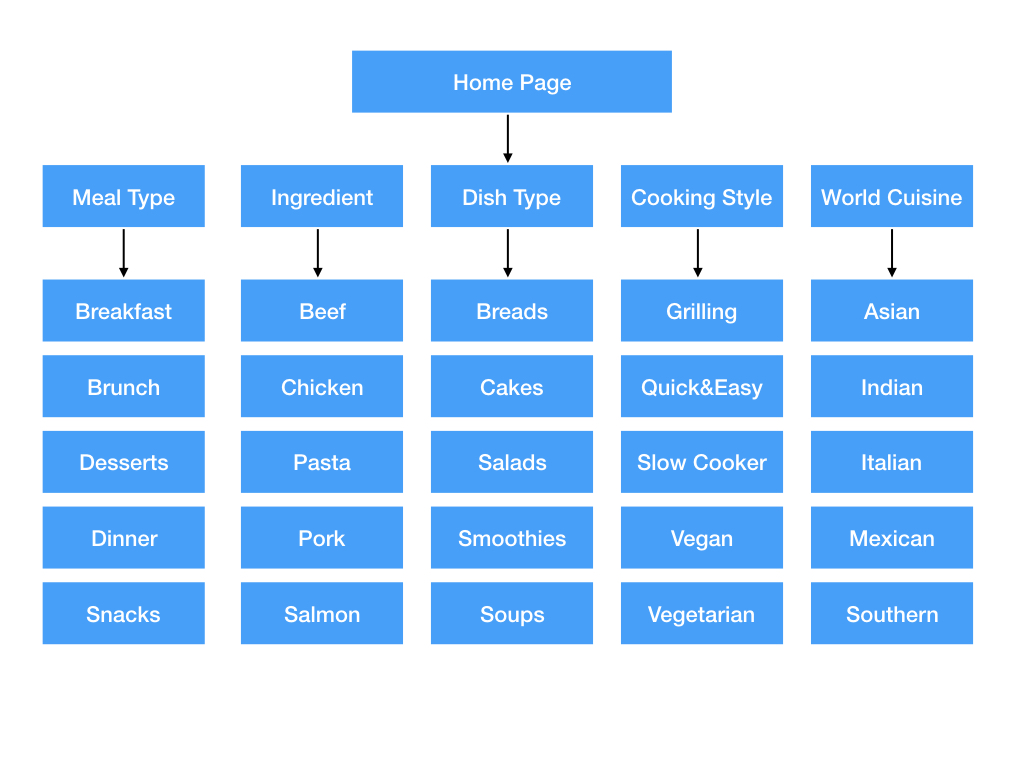 Home Page
Meal Type
Ingredient
Dish Type
Cooking Style
World Cuisine
Breakfast
Beef
Breads
Grilling
Asian
Brunch
Chicken
Cakes
Quick&Easy
Indian
Desserts
Pasta
Salads
Slow Cooker
Italian
Dinner
Pork
Smoothies
Vegan
Mexican
Snacks
Salmon
Soups
Vegetarian
Southern